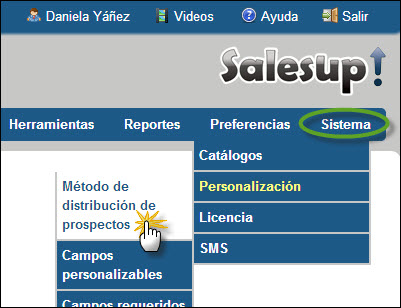 Daniela Yáñez Videos Ayuda Salir
Salesup!
Herramientas Reportes Preferencias Sistema
Catálogos
Personalización
Licencia
SMS
Método de
distribución de
prospectos
Campos
personalizables
Campos requeridos